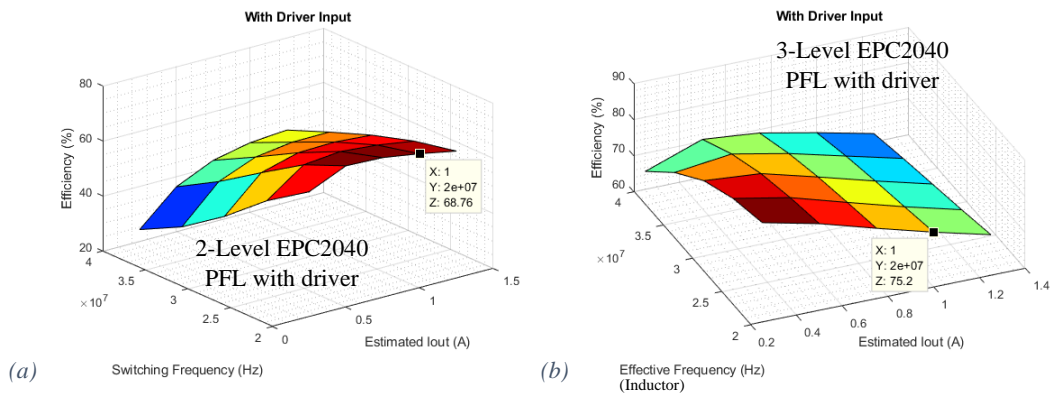 With Driver Input
80
60
40
20
Efficiency (%)
4
3.5
3
2.5
2
×10⁷
0
0.5
1
1.5
Switching Frequency (Hz)
Estimated Iout (A)
X: 1
Y: 2e+07
Z: 68.76
2-Level EPC2040
PFL with driver
(a)
With Driver Input
3-Level EPC2040
PFL with driver
90
80
70
60
Efficiency (%)
4
3.5
3
2.5
2
×10⁷
0.2
0.4
0.6
0.8
1
1.2
1.4
Estimated Iout (A)
X: 1
Y: 2e+07
Z: 75.2
(b)
Effective Frequency (Hz)
(Inductor)